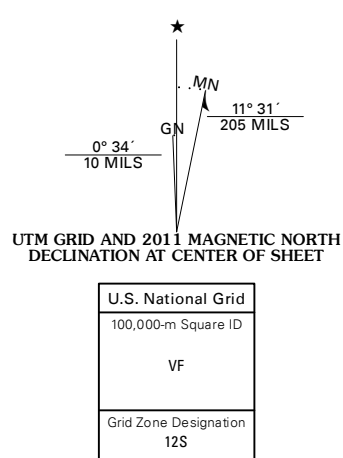 ★
MN
11° 31´
205 MILS
GN
0° 34´
10 MILS
UTM GRID AND 2011 MAGNETIC NORTH
DECLINATION AT CENTER OF SHEET
U.S. National Grid
100,000-m Square ID
VF
Grid Zone Designation
12S